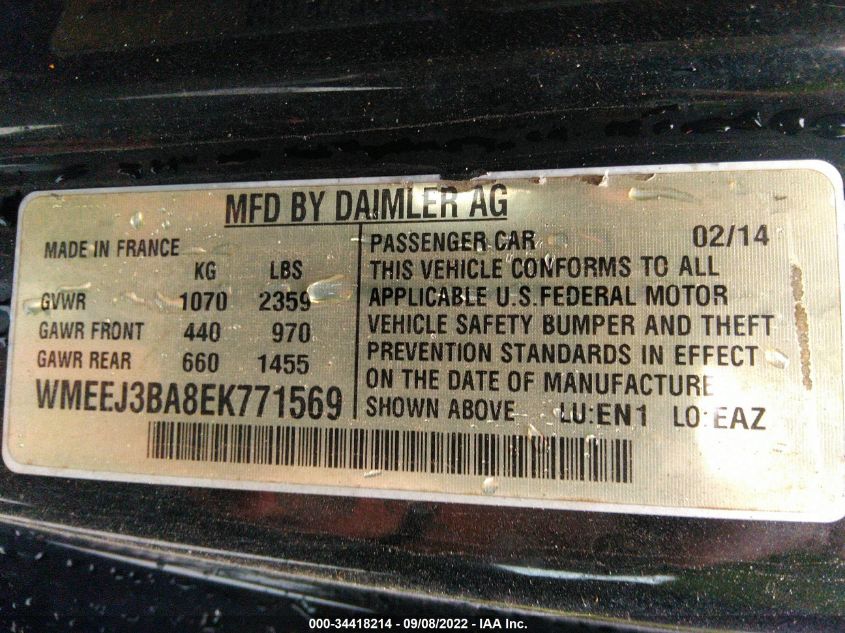 MFD BY DAIMLER AG
MADE IN FRANCE
KG LBS
GVWR 1070 2359
GAWR FRONT 440 970
GAWR REAR 660 1455
WMEEJ3BA8EK771569
PASSENGER CAR 02/14
THIS VEHICLE CONFORMS TO ALL
APPLICABLE U.S.FEDERAL MOTOR
VEHICLE SAFETY BUMPER AND THEFT
PREVENTION STANDARDS IN EFFECT
ON THE DATE OF MANUFACTURE
SHOWN ABOVE LU:EN1 LO:EAZ
000-34418214 - 09/08/2022 - IAA Inc.